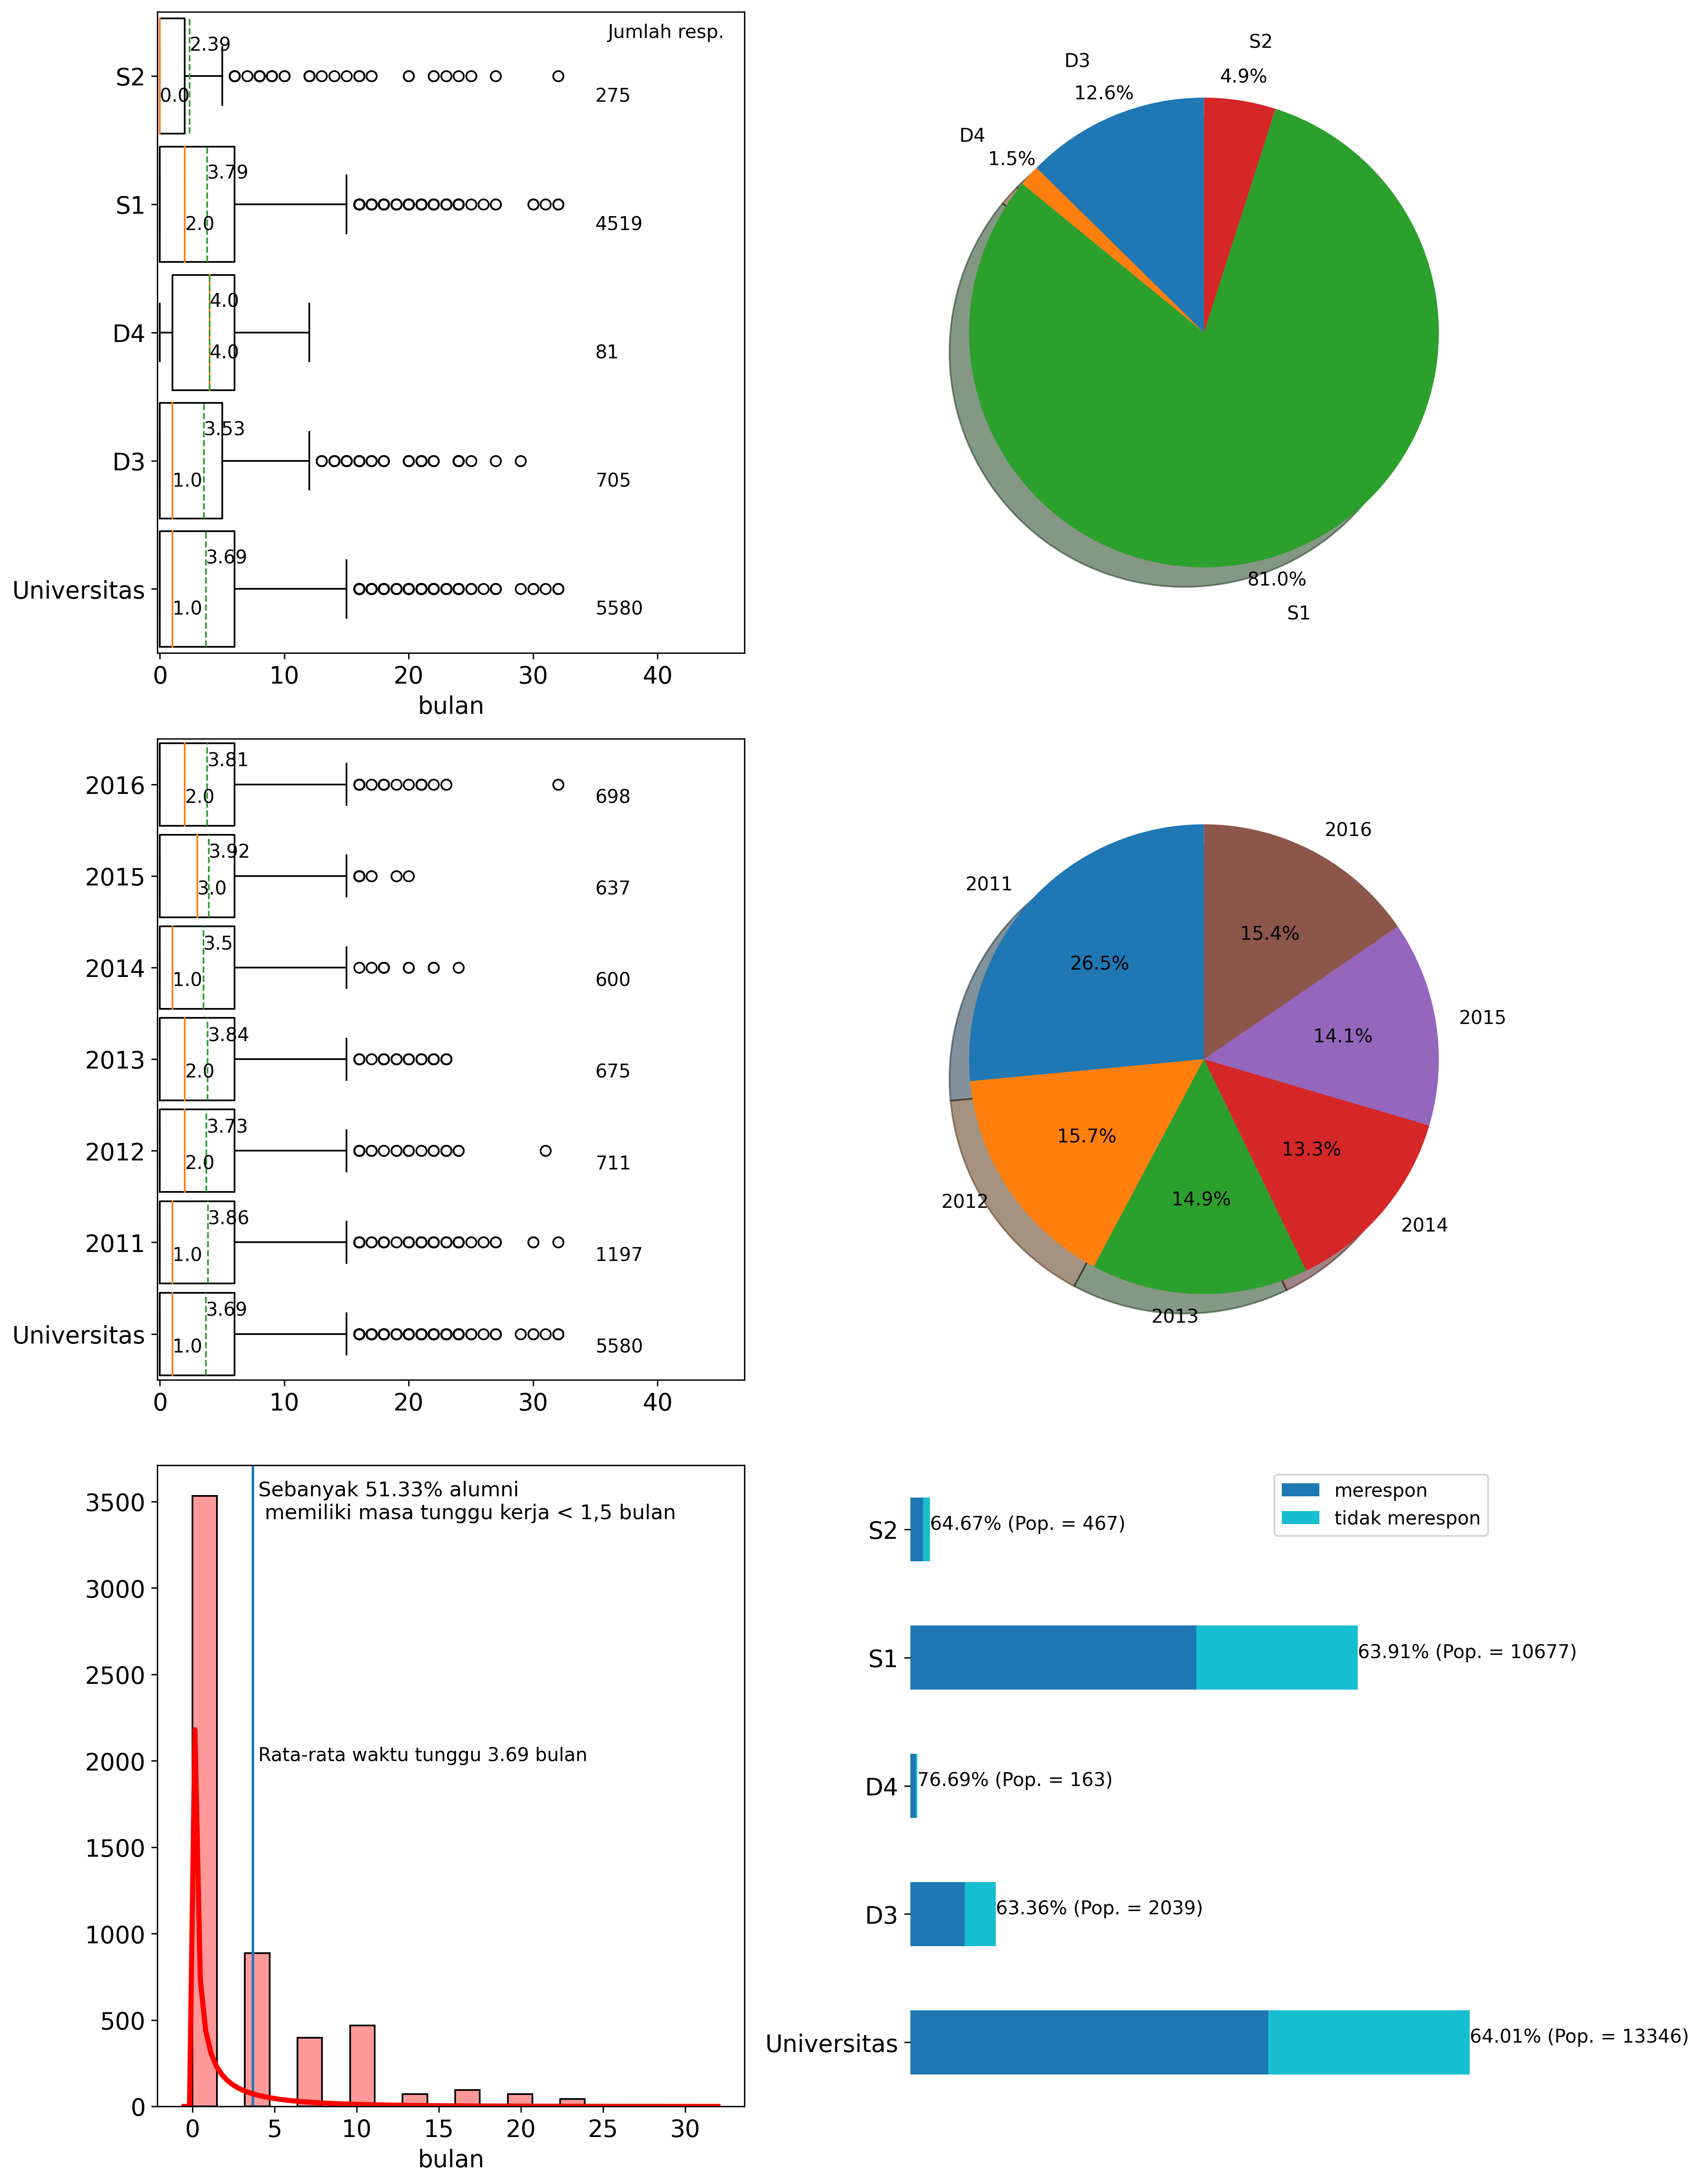 Jumlah resp.
S2
2.39
0.0
275
S1
3.79
2.0
4519
D4
4.0
4.0
81
D3
3.53
1.0
705
Universitas
3.69
1.0
5580
0 10 20 30 40
bulan
S2
4.9%
D3
12.6%
D4
1.5%
81.0%
S1
2016
3.81
2.0
698
2015
3.92
3.0
637
2014
3.5
1.0
600
2013
3.84
2.0
675
2012
3.73
2.0
711
2011
3.86
1.0
1197
Universitas
3.69
1.0
5580
0 10 20 30 40
2016
2011
15.4%
26.5%
2015
14.1%
15.7%
13.3%
14.9%
2012
2014
2013
Sebanyak 51.33% alumni
memiliki masa tunggu kerja < 1,5 bulan
Rata-rata waktu tunggu 3.69 bulan
3500
3000
2500
2000
1500
1000
500
0
0 5 10 15 20 25 30
bulan
merespon
tidak merespon
S2
64.67% (Pop. = 467)
S1
63.91% (Pop. = 10677)
D4
76.69% (Pop. = 163)
D3
63.36% (Pop. = 2039)
Universitas
64.01% (Pop. = 13346)